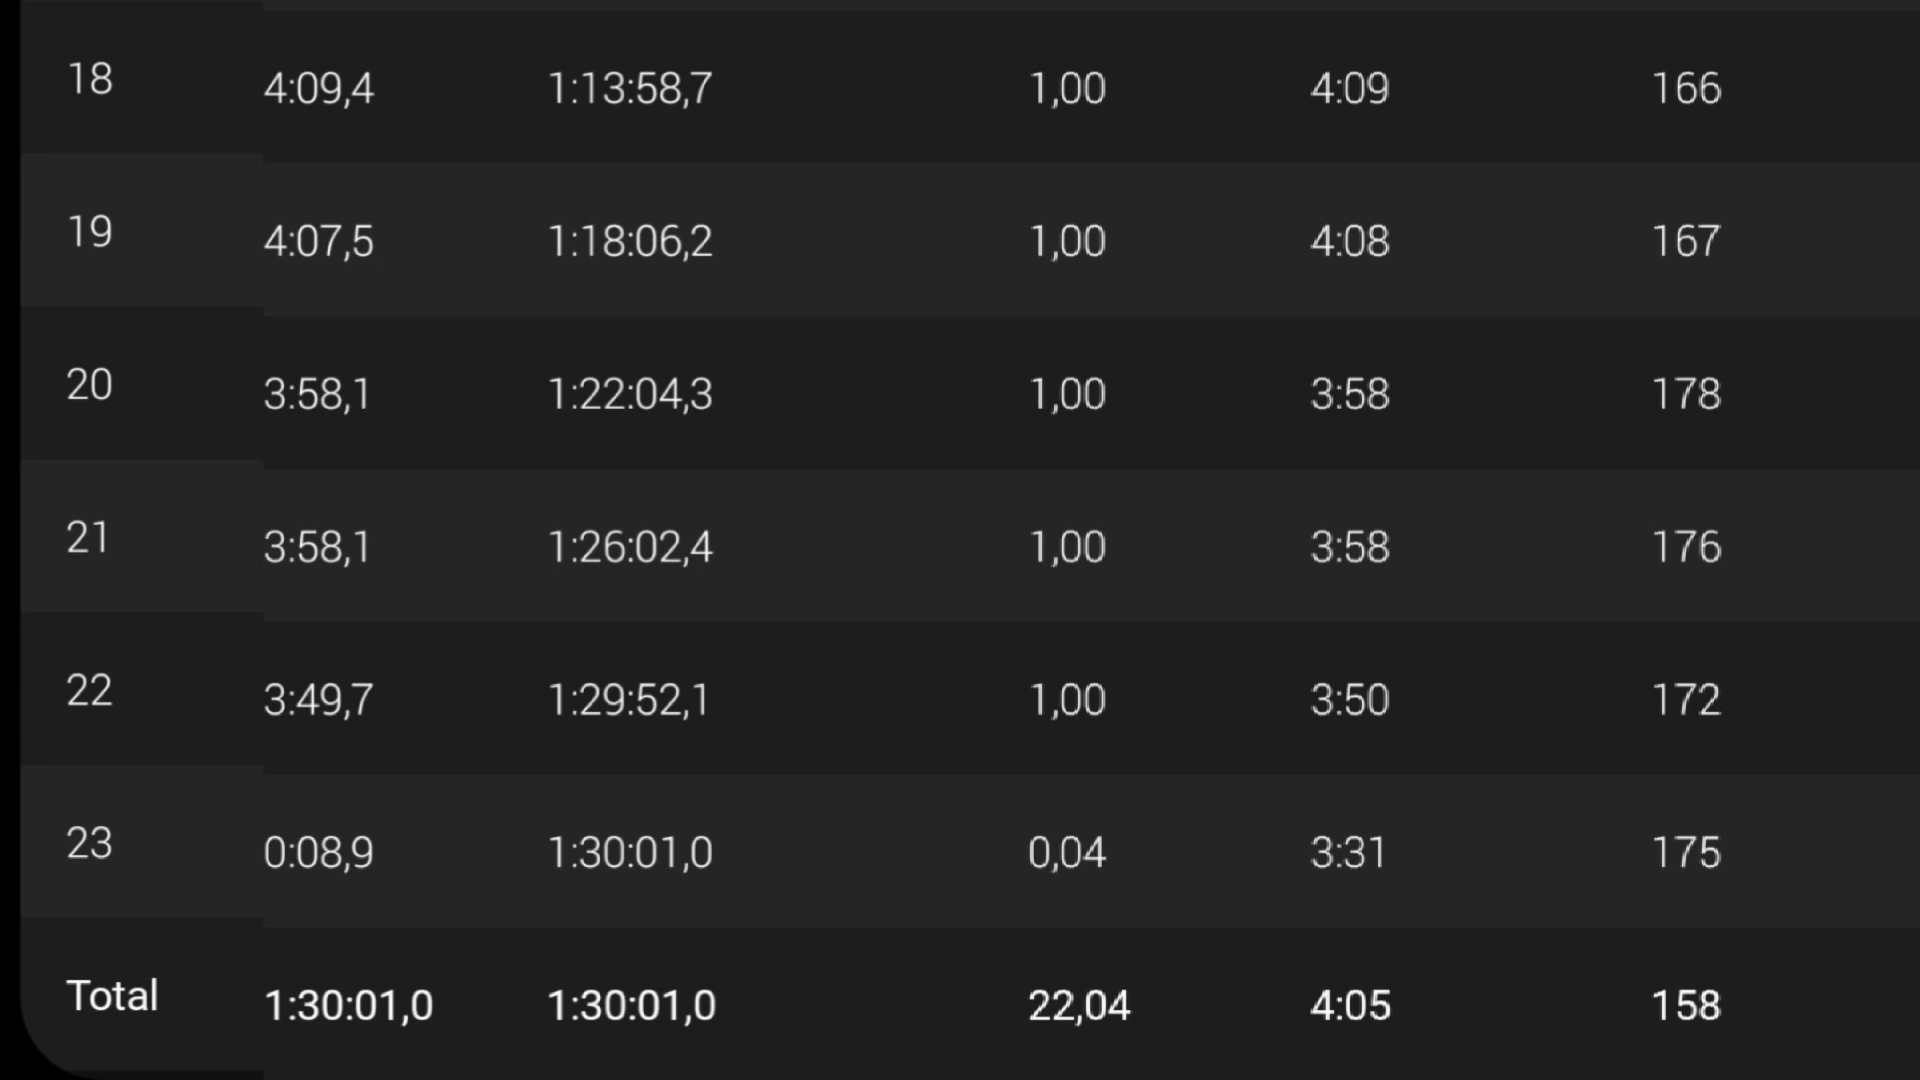 18 4:09,4 1:13:58,7 1,00 4:09 166
19 4:07,5 1:18:06,2 1,00 4:08 167
20 3:58,1 1:22:04,3 1,00 3:58 178
21 3:58,1 1:26:02,4 1,00 3:58 176
22 3:49,7 1:29:52,1 1,00 3:50 172
23 0:08,9 1:30:01,0 0,04 3:31 175
Total 1:30:01,0 1:30:01,0 22,04 4:05 158